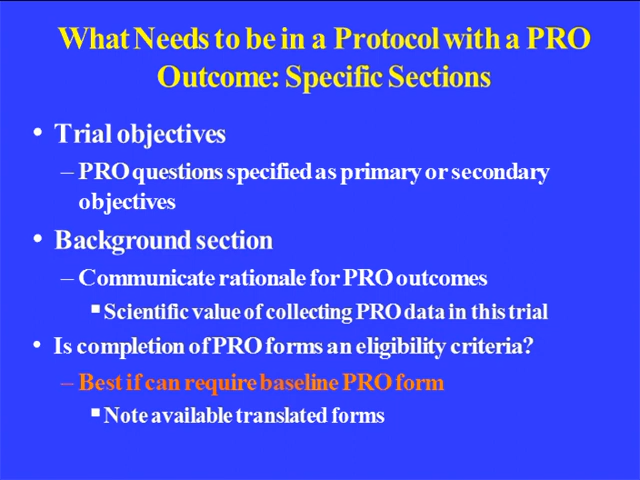 What Needs to be in a Protocol with a PRO
Outcome: Specific Sections
• Trial objectives
– PRO questions specified as primary or secondary
objectives
• Background section
– Communicate rationale for PRO outcomes
▪ Scientific value of collecting PRO data in this trial
• Is completion of PRO forms an eligibility criteria?
– Best if can require baseline PRO form
▪ Note available translated forms